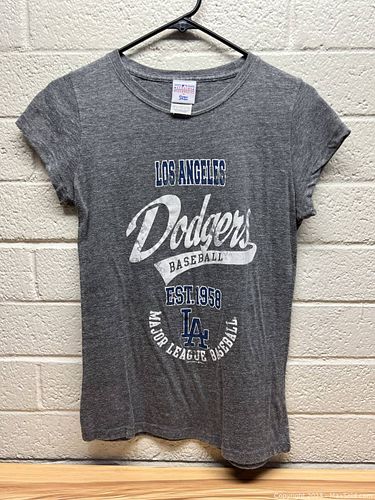 LOS ANGELES
Dodgers
BASEBALL
EST. 1958
LA
MAJOR LEAGUE BASEBALL